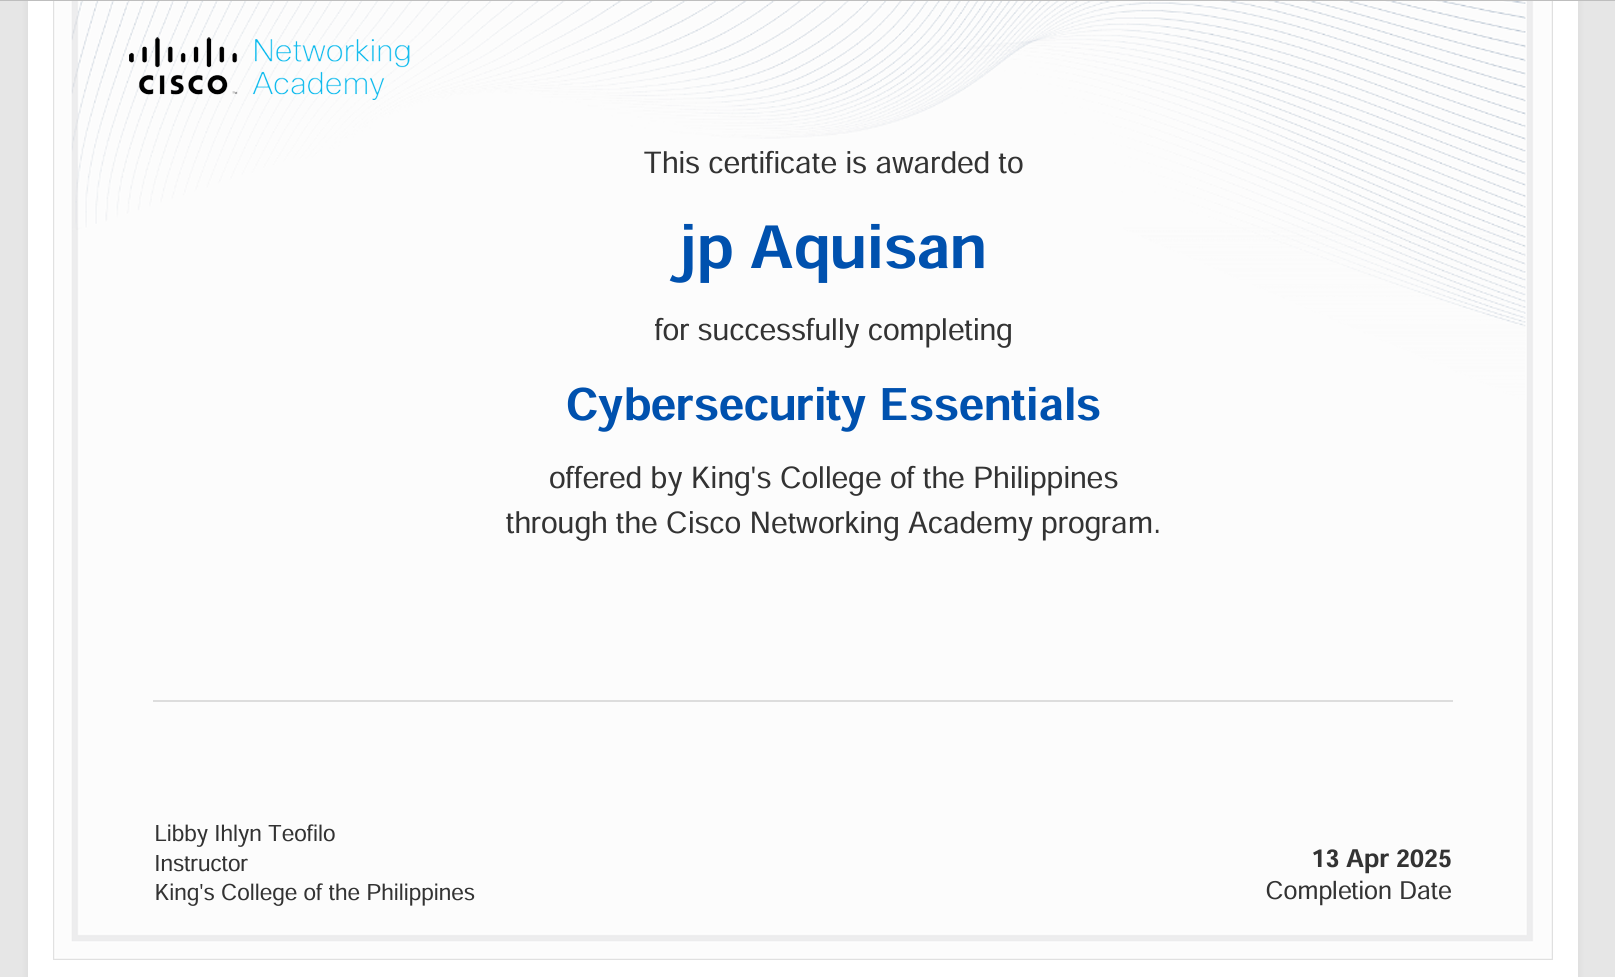 Networking
Academy
CISCO
This certificate is awarded to
jp Aquisan
for successfully completing
Cybersecurity Essentials
offered by King's College of the Philippines
through the Cisco Networking Academy program.
Libby Ihlyn Teofilo
Instructor
King's College of the Philippines
13 Apr 2025
Completion Date